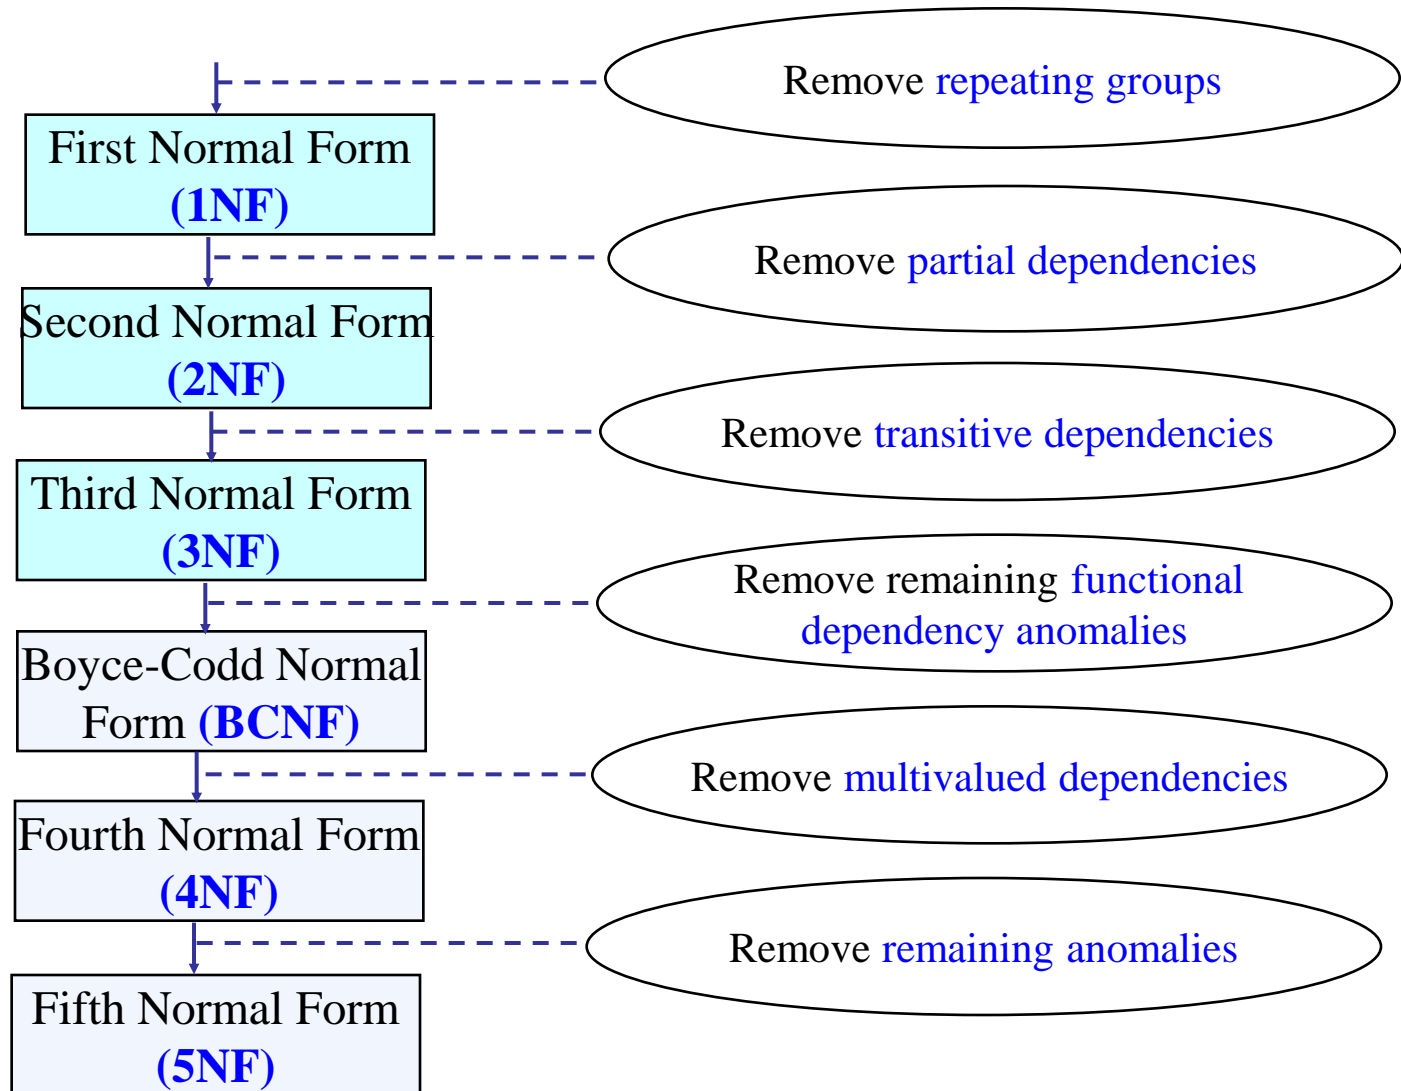 Remove repeating groups
First Normal Form
(1NF)
Remove partial dependencies
Second Normal Form
(2NF)
Remove transitive dependencies
Third Normal Form
(3NF)
Remove remaining functional
dependency anomalies
Boyce-Codd Normal
Form (BCNF)
Remove multivalued dependencies
Fourth Normal Form
(4NF)
Remove remaining anomalies
Fifth Normal Form
(5NF)